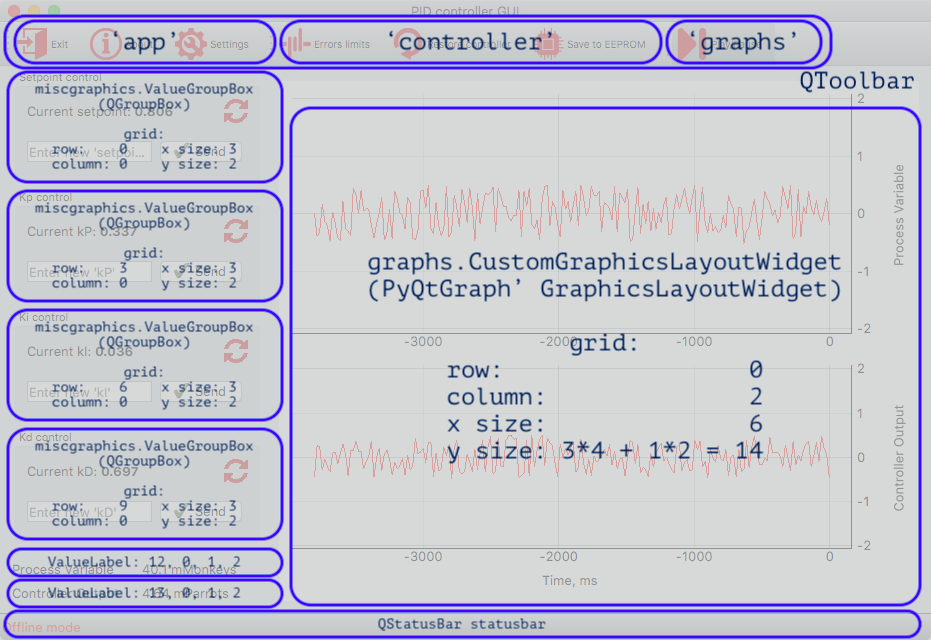 PID controller GUI
‘app’ ‘controller’ ‘graphs’
Exit Settings Errors limits Save to EEPROM
QToolbar
Setpoint control
miscgraphics.ValueGroupBox
(QGroupBox)
Current setpoint: 0.806
grid:
row: 0 x size: 3
column: 0 y size: 2
Enter new 'setpoi... Send
Kp control
miscgraphics.ValueGroupBox
(QGroupBox)
Current kP: 0.337
grid:
row: 3 x size: 3
column: 0 y size: 2
Enter new 'kP' Send
Ki control
miscgraphics.ValueGroupBox
(QGroupBox)
Current kI: 0.036
grid:
row: 6 x size: 3
column: 0 y size: 2
Enter new 'kI' Send
Kd control
miscgraphics.ValueGroupBox
(QGroupBox)
Current kD: 0.697
grid:
row: 9 x size: 3
column: 0 y size: 2
Enter new 'kD' Send
ValueLabel: 12, 0, 1, 2
Process Variable 40.1 mMonkeys
ValueLabel: 13, 0, 1, 2
2
1
0
-1
-2
Process Variable
-3000 -2000 -1000 0
graphs.CustomGraphicsLayoutWidget
(PyQtGraph’ GraphicsLayoutWidget)
grid:
row: 0
column: 2
x size: 6
y size: 3*4 + 1*2 = 14
2
1
0
-1
-2
Controller Output
-3000 -2000 -1000 0
Time, ms
QStatusBar statusbar
Offline mode